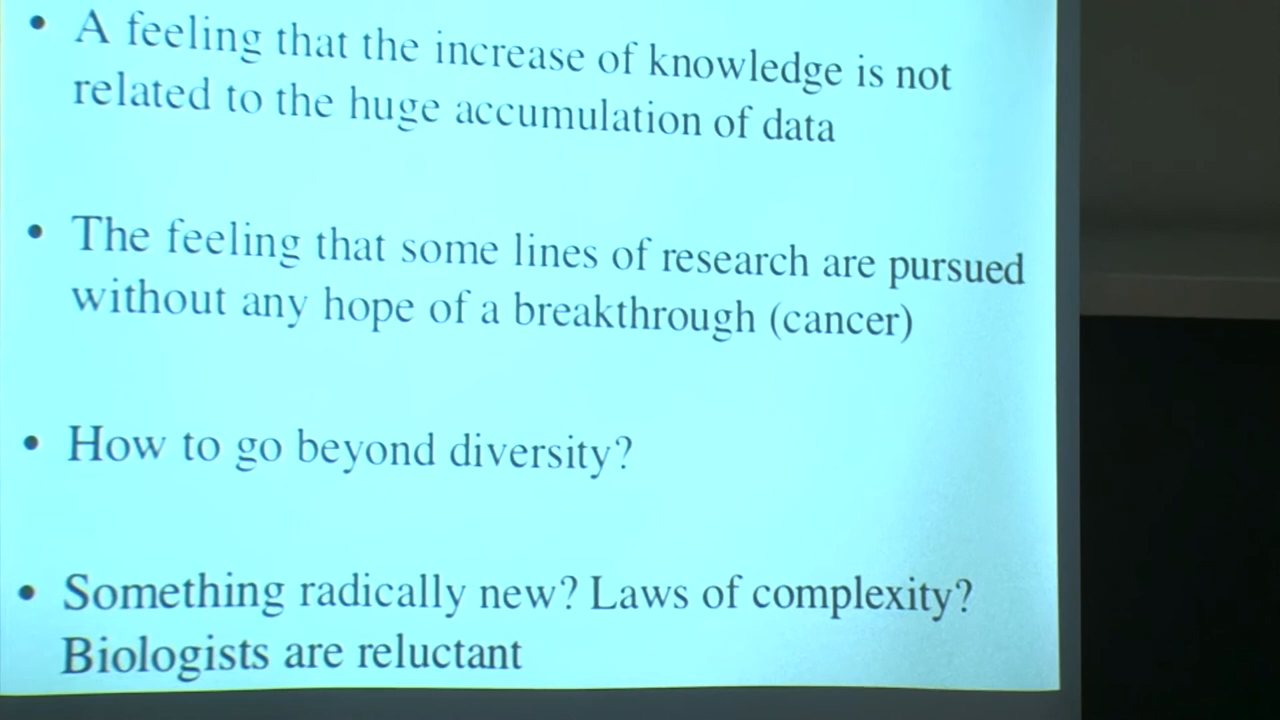 • A feeling that the increase of knowledge is not
related to the huge accumulation of data
• The feeling that some lines of research are pursued
without any hope of a breakthrough (cancer)
• How to go beyond diversity?
• Something radically new? Laws of complexity?
Biologists are reluctant